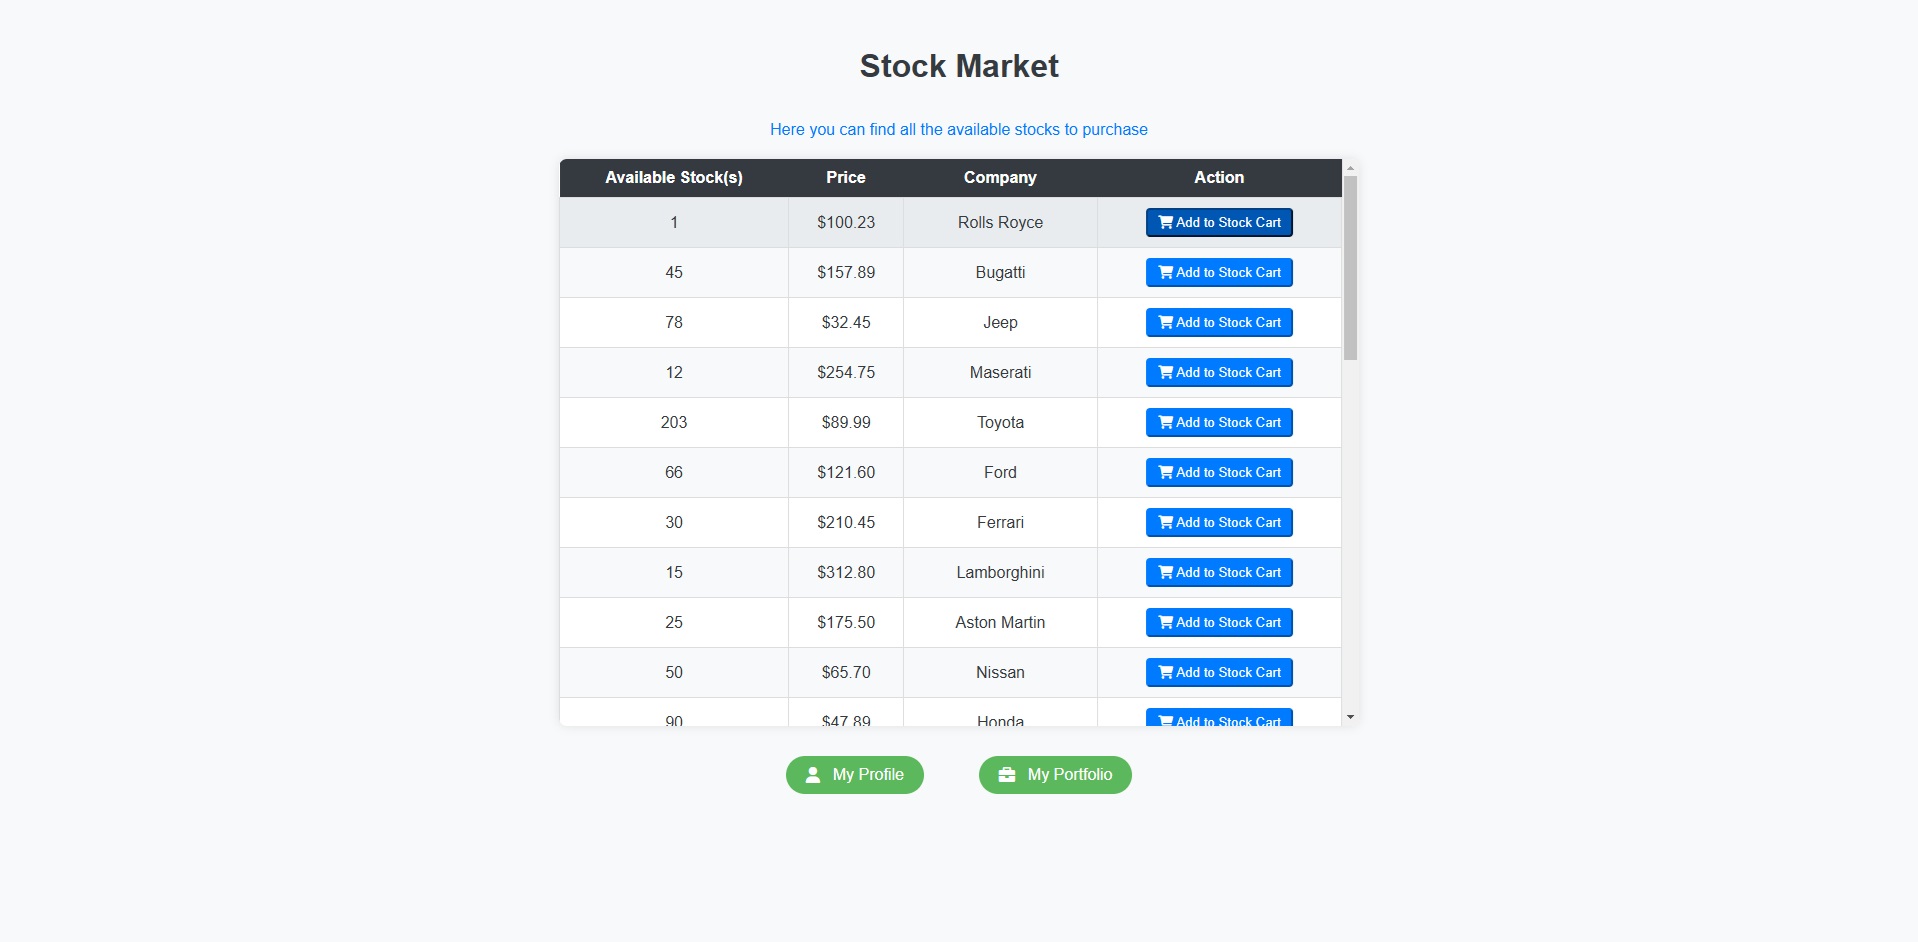 Stock Market
Here you can find all the available stocks to purchase
Available Stock(s) Price Company Action
1 $100.23 Rolls Royce Add to Stock Cart
45 $157.89 Bugatti Add to Stock Cart
78 $32.45 Jeep Add to Stock Cart
12 $254.75 Maserati Add to Stock Cart
203 $89.99 Toyota Add to Stock Cart
66 $121.60 Ford Add to Stock Cart
30 $210.45 Ferrari Add to Stock Cart
15 $312.80 Lamborghini Add to Stock Cart
25 $175.50 Aston Martin Add to Stock Cart
50 $65.70 Nissan Add to Stock Cart
90 $47.89 Honda Add to Stock Cart
My Profile My Portfolio